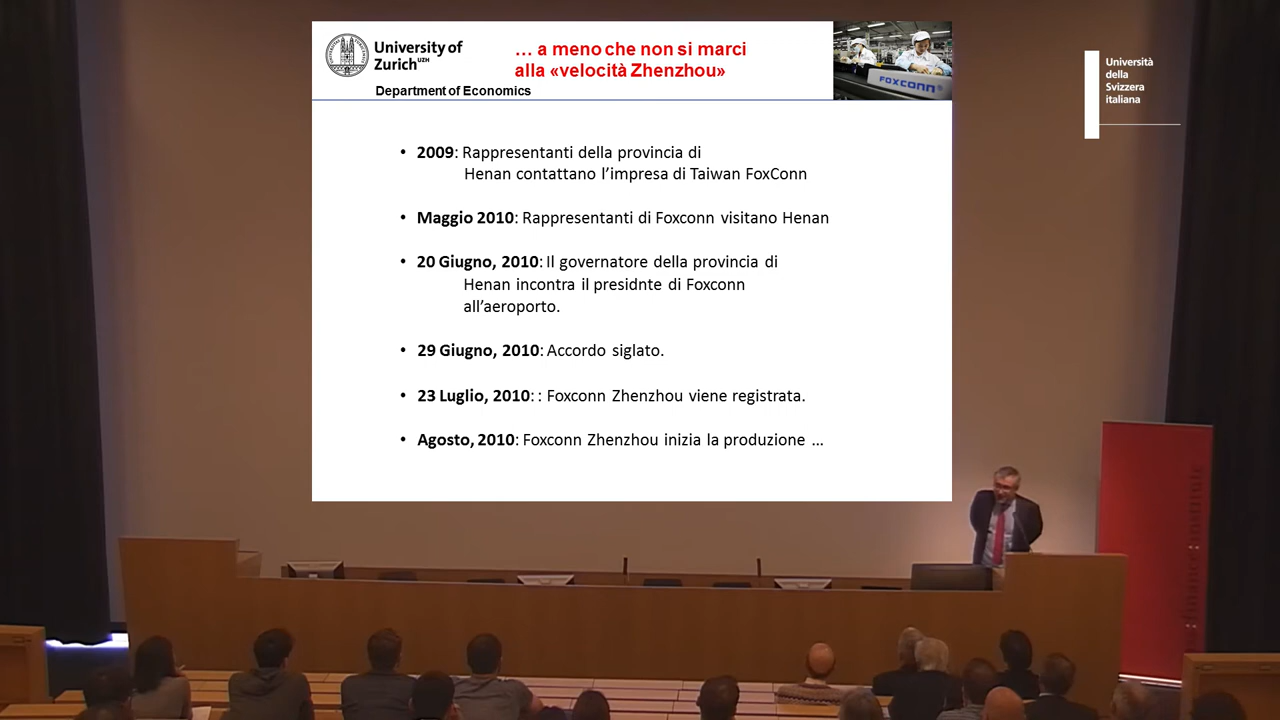 University of
Zurich UZH
Department of Economics
… a meno che non si marci
alla «velocità Zhenzhou»
FOXCONN
Università
della
Svizzera
italiana
• 2009: Rappresentanti della provincia di
Henan contattano l’impresa di Taiwan FoxConn
• Maggio 2010: Rappresentanti di Foxconn visitano Henan
• 20 Giugno, 2010: Il governatore della provincia di
Henan incontra il presidnte di Foxconn
all’aeroporto.
• 29 Giugno, 2010: Accordo siglato.
• 23 Luglio, 2010: : Foxconn Zhenzhou viene registrata.
• Agosto, 2010: Foxconn Zhenzhou inizia la produzione ...